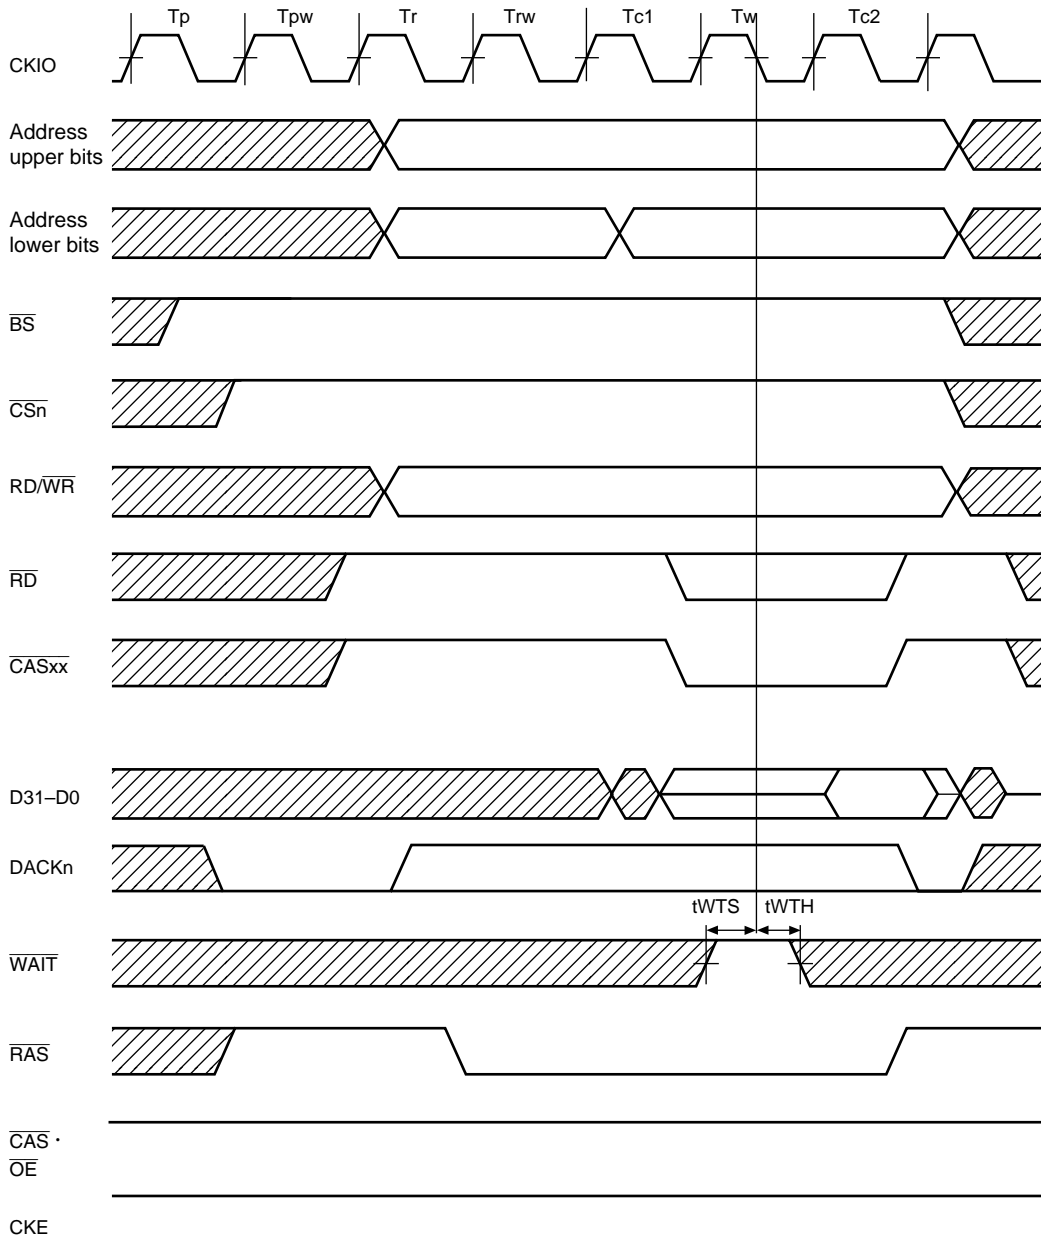 Tp Tpw Tr Trw Tc1 Tw Tc2
CKIO
Address
upper bits
Address
lower bits
BS
CSn
RD/WR
RD
CASxx
D31–D0
DACKn
tWTS tWTH
WAIT
RAS
CAS ·
OE
CKE